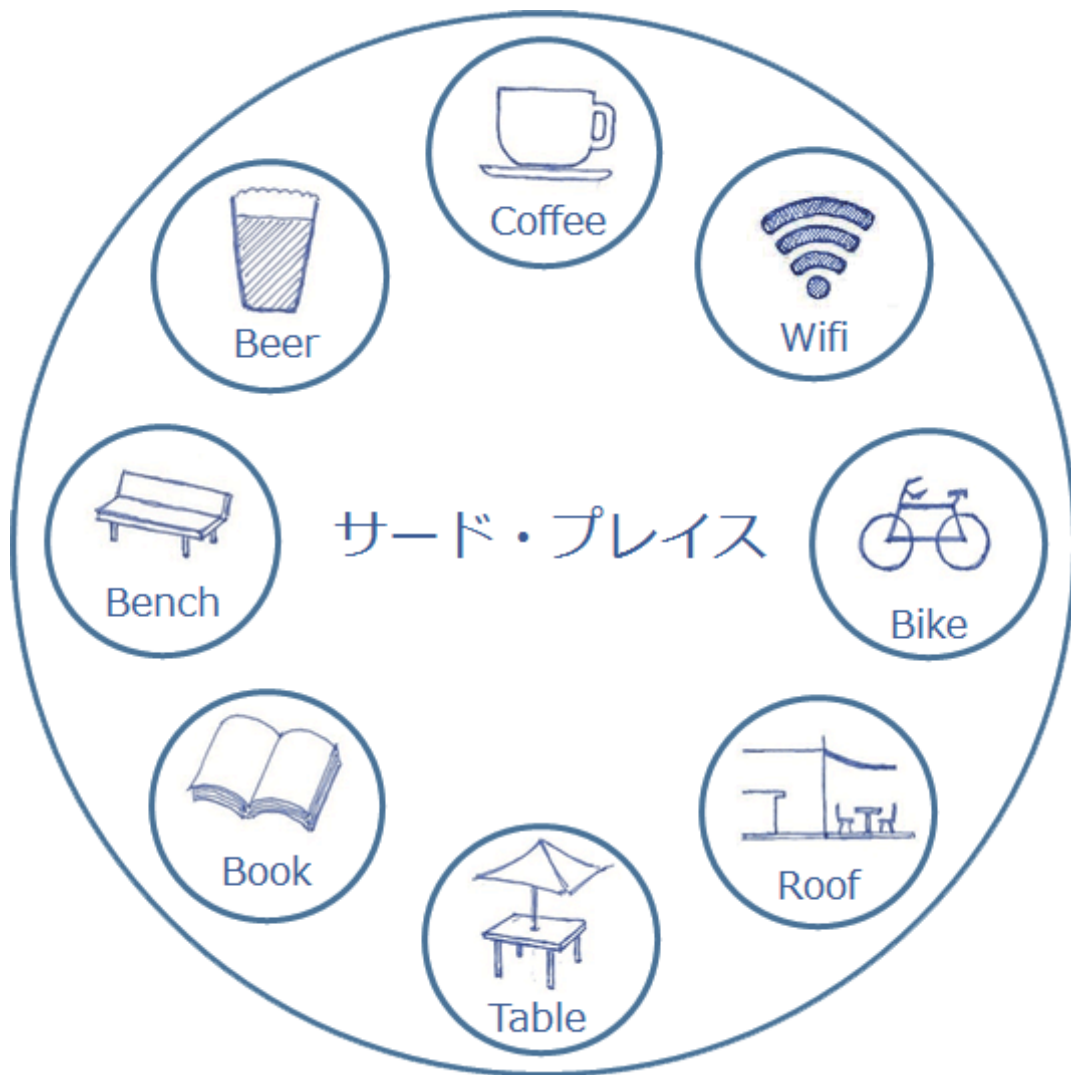 Coffee
Wifi
Beer
サード・プレイス
Bench
Bike
Book
Roof
Table